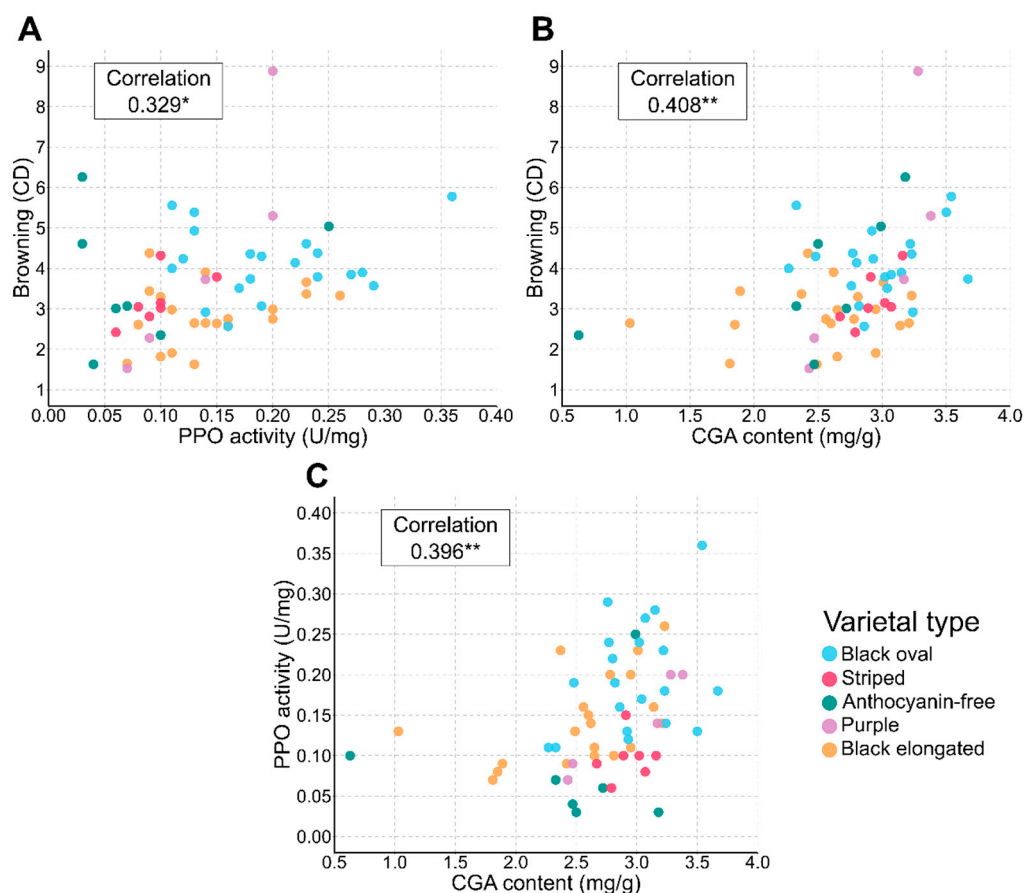 A
Correlation
0.329*
Browning (CD)
9
8
7
6
5
4
3
2
1
0.00 0.05 0.10 0.15 0.20 0.25 0.30 0.35 0.40
PPO activity (U/mg)
B
Correlation
0.408**
Browning (CD)
9
8
7
6
5
4
3
2
1
0.5 1.0 1.5 2.0 2.5 3.0 3.5 4.0
CGA content (mg/g)
C
Correlation
0.396**
PPO activity (U/mg)
0.40
0.35
0.30
0.25
0.20
0.15
0.10
0.05
0.00
0.5 1.0 1.5 2.0 2.5 3.0 3.5 4.0
CGA content (mg/g)
Varietal type
Black oval
Striped
Anthocyanin-free
Purple
Black elongated